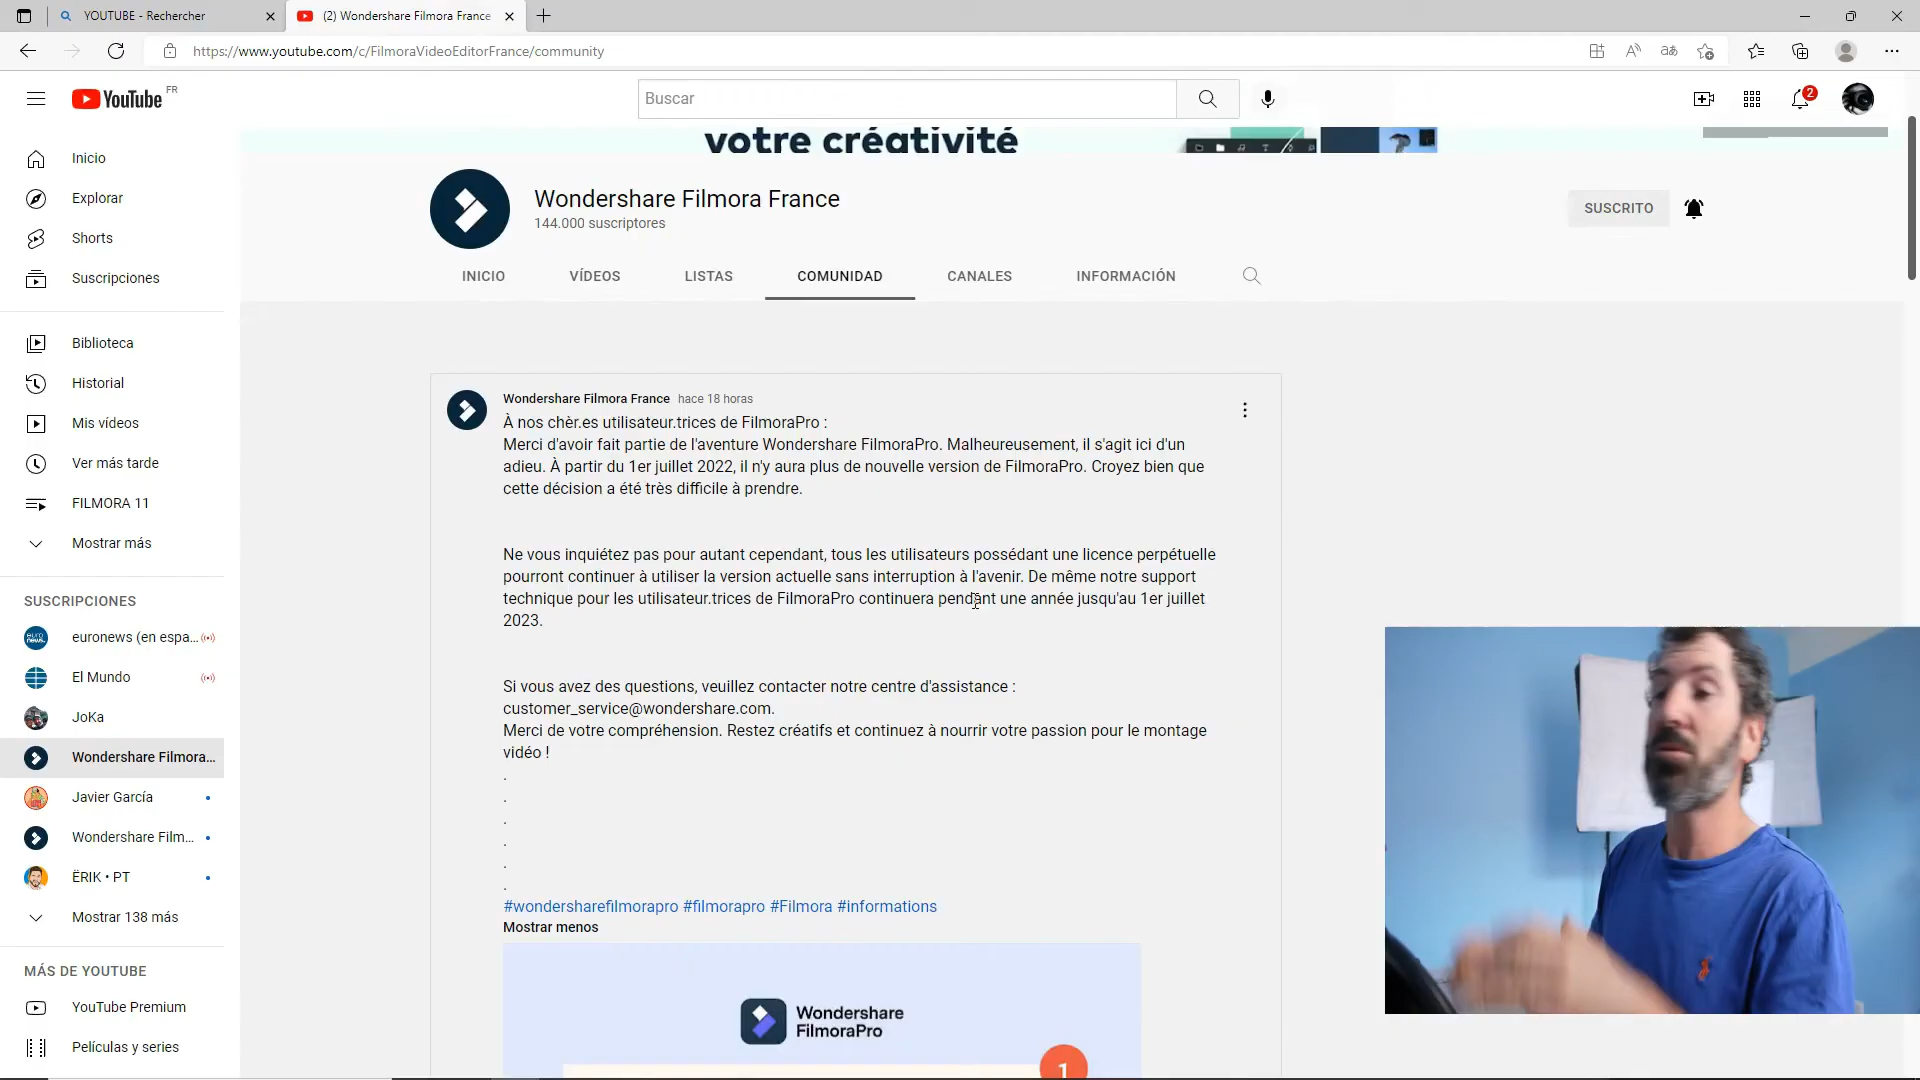 YOUTUBE - Rechercher
(2) Wondershare Filmora France
https://www.youtube.com/c/FilmoraVideoEditorFrance/community
YouTube FR
Buscar
2
votre créativité
Inicio
Explorar
Shorts
Suscripciones
Biblioteca
Historial
Mis vídeos
Ver más tarde
FILMORA 11
Mostrar más
SUSCRIPCIONES
euronews (en espa...
El Mundo
JoKa
Wondershare Filmora...
Javier García
Wondershare Film...
ËRIK • PT
Mostrar 138 más
MÁS DE YOUTUBE
YouTube Premium
Películas y series
Wondershare Filmora France
144.000 suscriptores
SUSCRITO
INICIO VÍDEOS LISTAS COMUNIDAD CANALES INFORMACIÓN
Wondershare Filmora France hace 18 horas
À nos chèr.es utilisateur.trices de FilmoraPro :
Merci d'avoir fait partie de l'aventure Wondershare FilmoraPro. Malheureusement, il s'agit ici d'un
adieu. À partir du 1er juillet 2022, il n'y aura plus de nouvelle version de FilmoraPro. Croyez bien que
cette décision a été très difficile à prendre.
Ne vous inquiétez pas pour autant cependant, tous les utilisateurs possédant une licence perpétuelle
pourront continuer à utiliser la version actuelle sans interruption à l'avenir. De même notre support
technique pour les utilisateur.trices de FilmoraPro continuera pendant une année jusqu'au 1er juillet
2023.
Si vous avez des questions, veuillez contacter notre centre d'assistance :
customer_service@wondershare.com.
Merci de votre compréhension. Restez créatifs et continuez à nourrir votre passion pour le montage
vidéo !
.
.
.
.
.
.
#wondersharefilmorapro #filmorapro #Filmora #informations
Mostrar menos
Wondershare
FilmoraPro
1